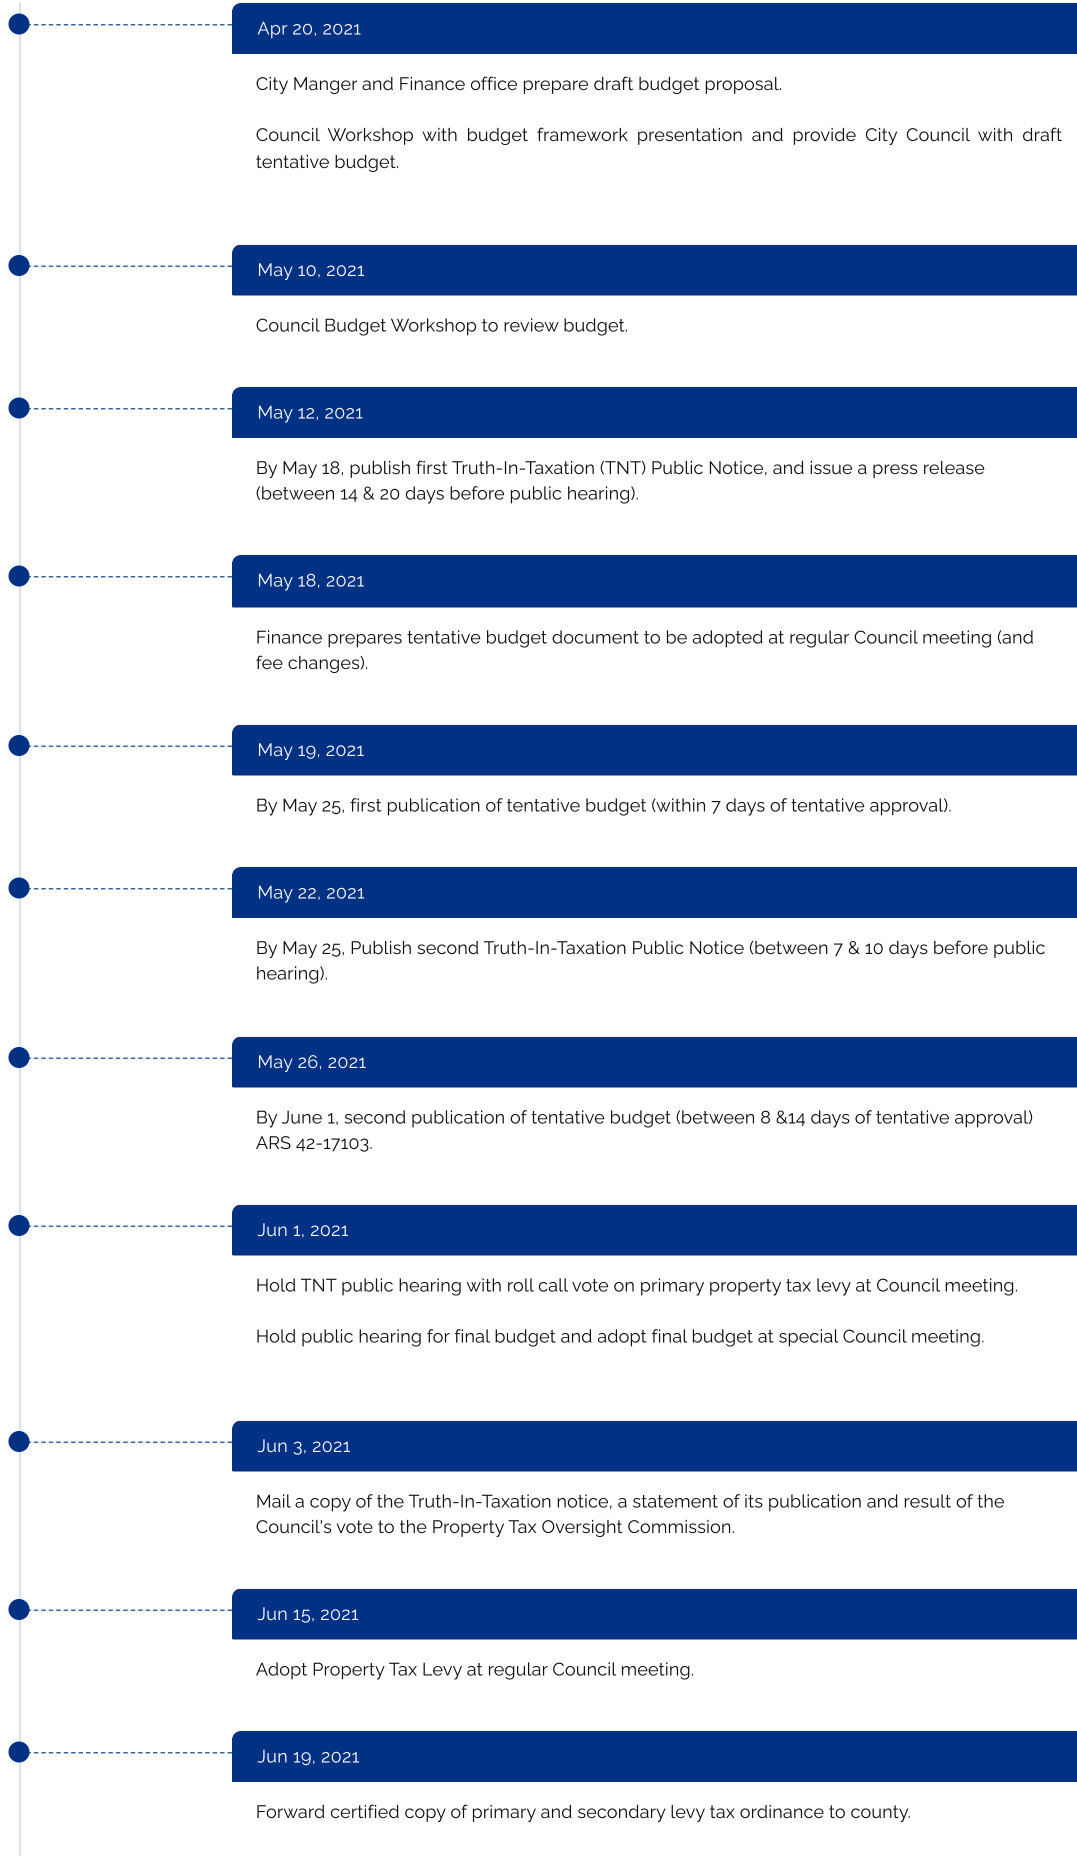 Apr 20, 2021
City Manger and Finance office prepare draft budget proposal.
Council Workshop with budget framework presentation and provide City Council with draft
tentative budget.
May 10, 2021
Council Budget Workshop to review budget.
May 12, 2021
By May 18, publish first Truth-In-Taxation (TNT) Public Notice, and issue a press release
(between 14 & 20 days before public hearing).
May 18, 2021
Finance prepares tentative budget document to be adopted at regular Council meeting (and
fee changes).
May 19, 2021
By May 25, first publication of tentative budget (within 7 days of tentative approval).
May 22, 2021
By May 25, Publish second Truth-In-Taxation Public Notice (between 7 & 10 days before public
hearing).
May 26, 2021
By June 1, second publication of tentative budget (between 8 &14 days of tentative approval)
ARS 42-17103.
Jun 1, 2021
Hold TNT public hearing with roll call vote on primary property tax levy at Council meeting.
Hold public hearing for final budget and adopt final budget at special Council meeting.
Jun 3, 2021
Mail a copy of the Truth-In-Taxation notice, a statement of its publication and result of the
Council's vote to the Property Tax Oversight Commission.
Jun 15, 2021
Adopt Property Tax Levy at regular Council meeting.
Jun 19, 2021
Forward certified copy of primary and secondary levy tax ordinance to county.